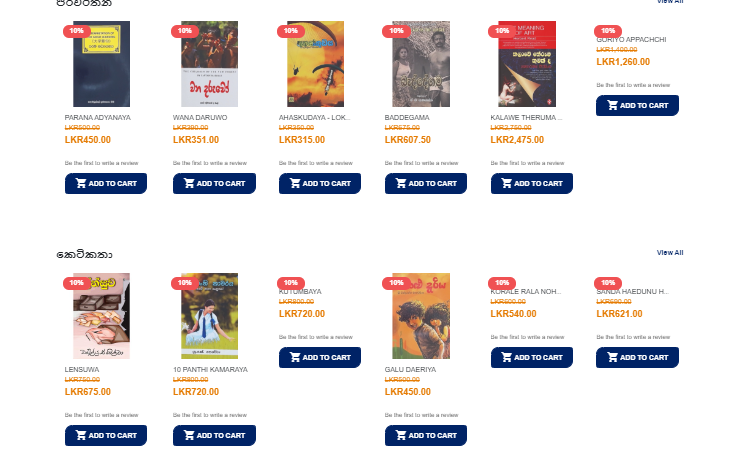 පරිවර්තන
View All
10%
10%
10%
10%
10%
10%
වන දරුවෝ
MEANING OF ART
PARANA ADYANAYA
WANA DARUWO
AHASKUDAYA - LOK...
BADDEGAMA
KALAWE THERUMA ...
GURIYO APPACHCHI
LKR500.00
LKR390.00
LKR350.00
LKR675.00
LKR2,750.00
LKR1,400.00
LKR450.00
LKR351.00
LKR315.00
LKR607.50
LKR2,475.00
LKR1,260.00
Be the first to write a review
Be the first to write a review
Be the first to write a review
Be the first to write a review
Be the first to write a review
Be the first to write a review
ADD TO CART
ADD TO CART
ADD TO CART
ADD TO CART
ADD TO CART
ADD TO CART
කෙටිකතා
View All
10%
10%
10%
10%
10%
10%
LENSUWA
10 PANTHI KAMARAYA
KUTUMBAYA
GALU DAERIYA
KORALE RALA NOH...
SANDA HAEDUNU H...
LKR750.00
LKR800.00
LKR800.00
LKR500.00
LKR600.00
LKR690.00
LKR675.00
LKR720.00
LKR720.00
LKR450.00
LKR540.00
LKR621.00
Be the first to write a review
Be the first to write a review
Be the first to write a review
Be the first to write a review
Be the first to write a review
Be the first to write a review
ADD TO CART
ADD TO CART
ADD TO CART
ADD TO CART
ADD TO CART
ADD TO CART